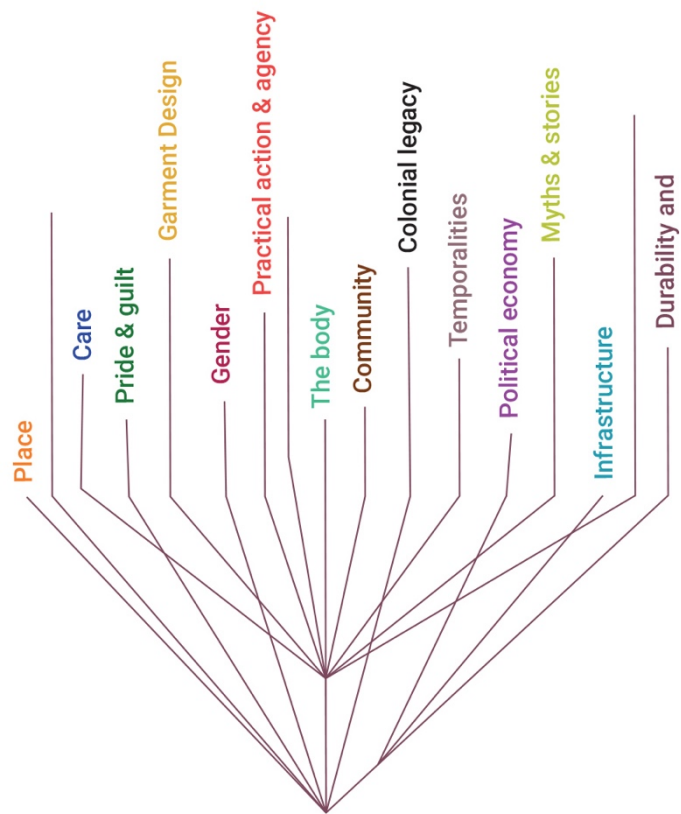 Place
Care
Pride & guilt
Garment Design
Gender
Practical action & agency
The body
Community
Colonial legacy
Temporalities
Political economy
Myths & stories
Infrastructure
Durability and